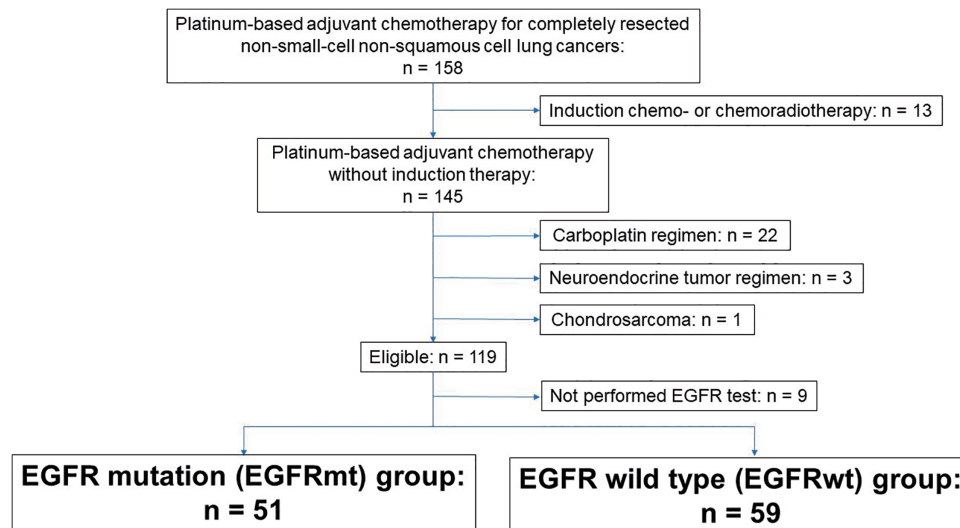 Platinum-based adjuvant chemotherapy for completely resected
non-small-cell non-squamous cell lung cancers:
n = 158
Induction chemo- or chemoradiotherapy: n = 13
Platinum-based adjuvant chemotherapy
without induction therapy:
n = 145
Carboplatin regimen: n = 22
Neuroendocrine tumor regimen: n = 3
Chondrosarcoma: n = 1
Eligible: n = 119
Not performed EGFR test: n = 9
EGFR mutation (EGFRmt) group:
n = 51
EGFR wild type (EGFRwt) group:
n = 59